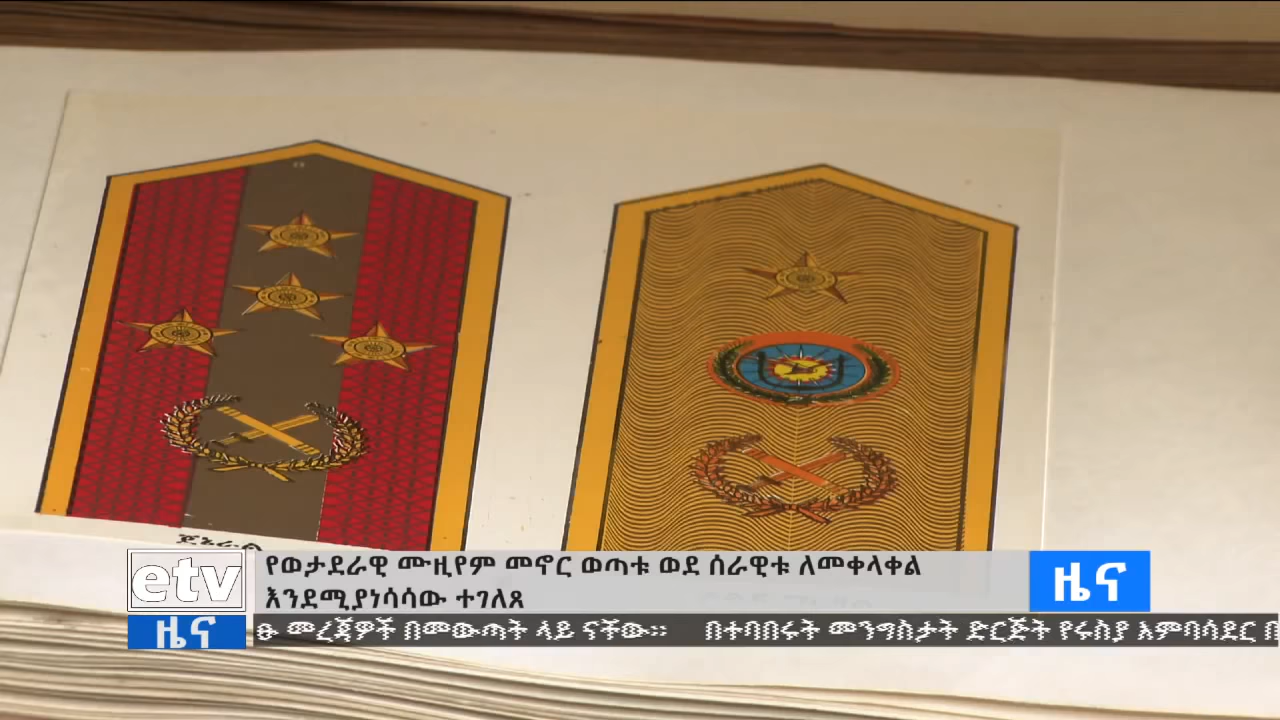 ጀኔራል
etv
የወታደራዊ ሙዚየም መኖር ወጣቱ ወደ ሰራዊቱ ለመቀላቀል
እንደሚያነሳሳው ተገለጸ
ዜና
ዜና
ፁ መረጃዎች በመውጣት ላይ ናቸው። በተባበሩት መንግስታት ድርጅት የሩስያ አምባሳደር በ